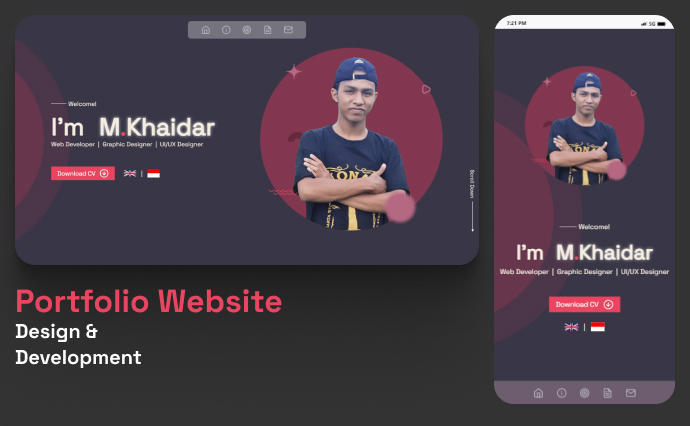 Welcome!
I'm M.Khaidar
Web Developer | Graphic Designer | UI/UX Designer
Download CV
|
Scroll Down
Portfolio Website
Design &
Development
7:21 PM
5G
Welcome!
I'm M.Khaidar
Web Developer | Graphic Designer | UI/UX Designer
Download CV
|